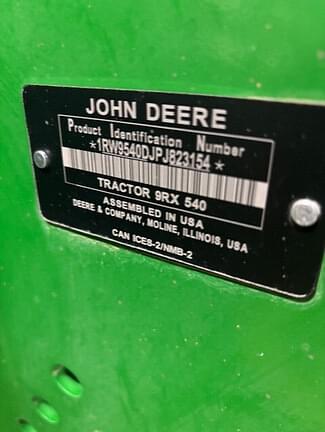 JOHN DEERE
Product Identification Number
*1RW9540DJPJ823154*
TRACTOR 9RX 540
ASSEMBLED IN USA
DEERE & COMPANY, MOLINE, ILLINOIS, USA
CAN ICES-2/NMB-2